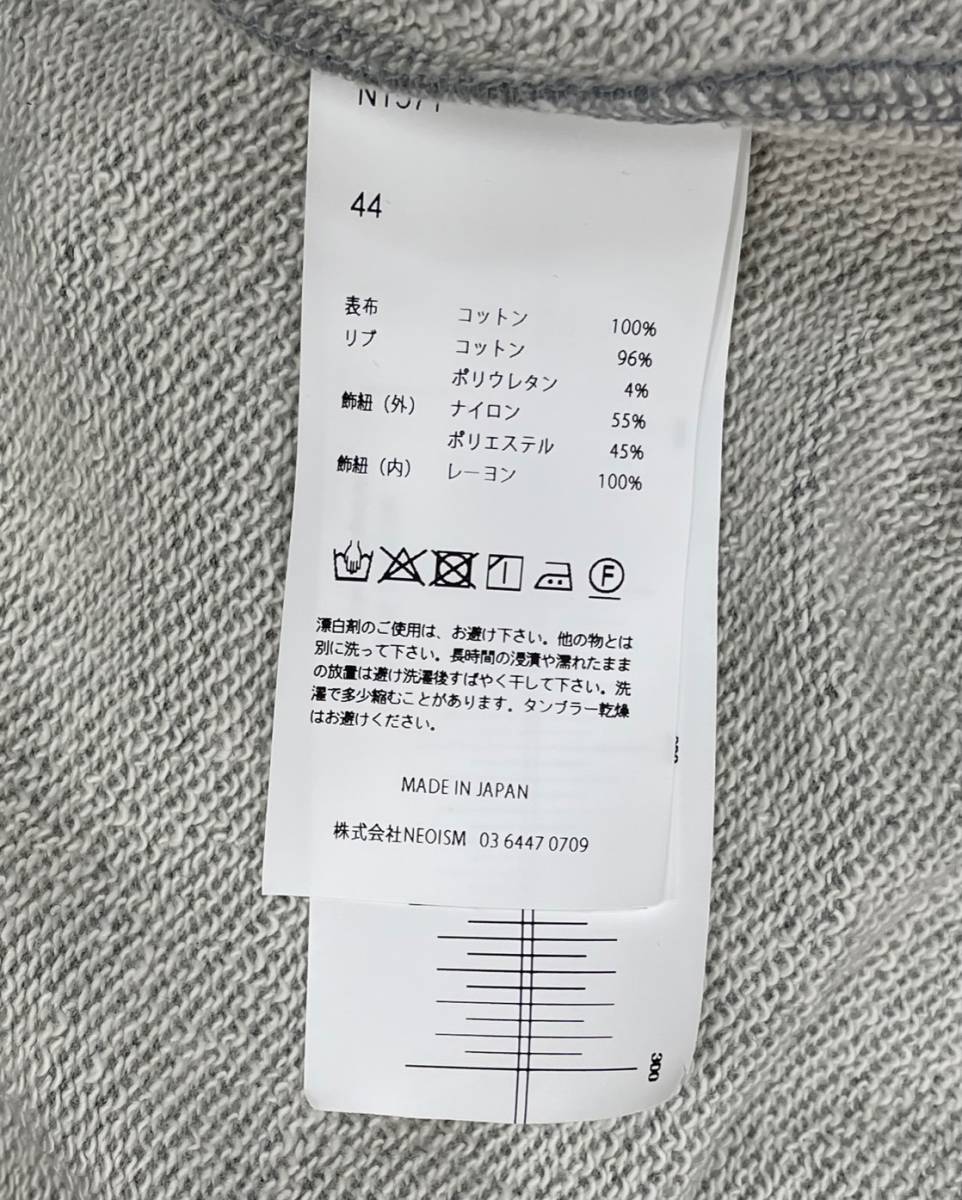 44
表布 コットン 100%
リブ コットン 96%
ポリウレタン 4%
飾紐（外） ナイロン 55%
ポリエステル 45%
飾紐（内） レーヨン 100%
F
漂白剤のご使用は、お避け下さい。他の物とは
別に洗って下さい。長時間の浸漬や濡れたまま
の放置は避け洗濯後すばやく干して下さい。洗
濯で多少縮むことがあります。タンブラー乾燥
はお避けください。
MADE IN JAPAN
株式会社NEOISM 03 6447 0709
300